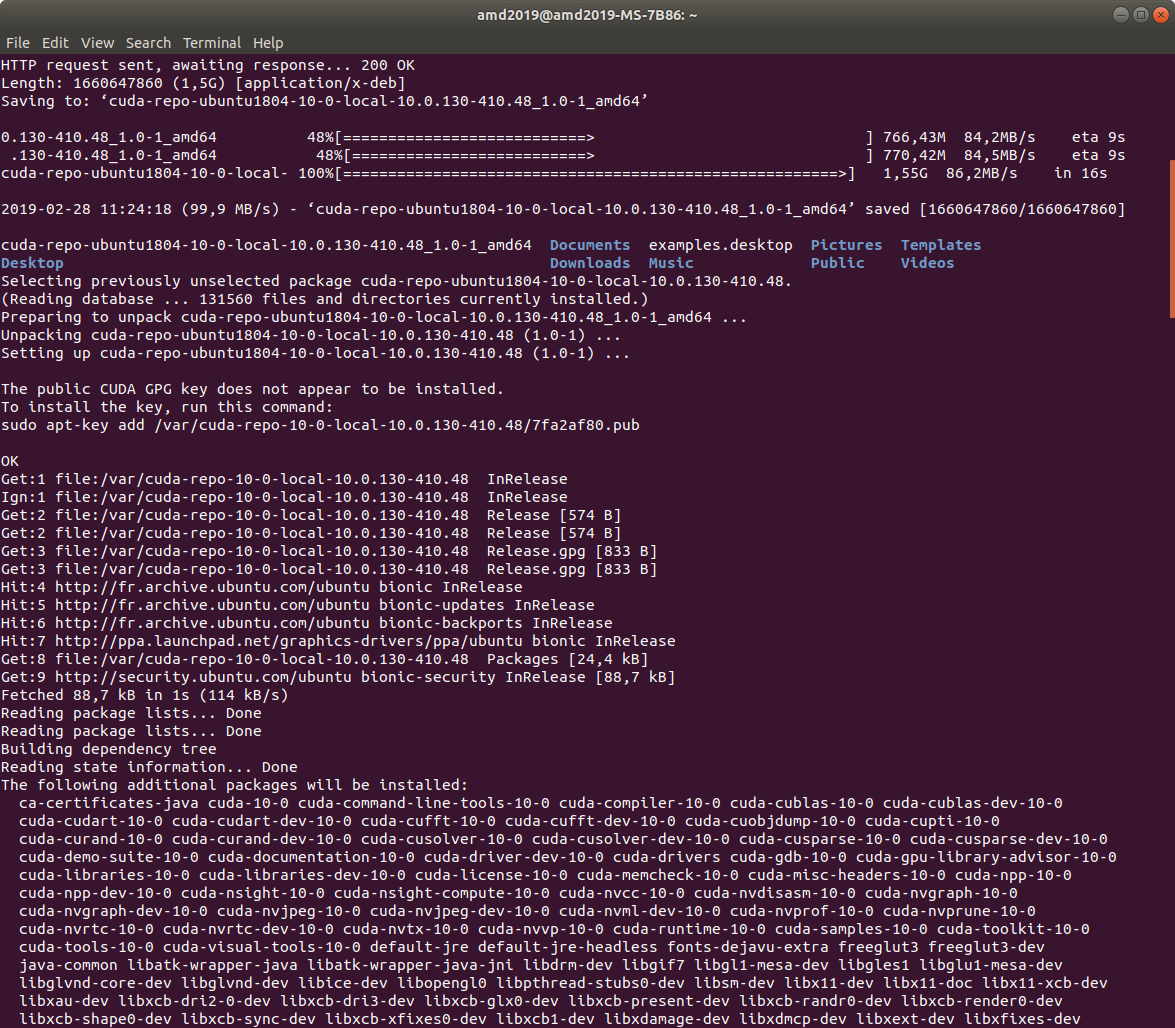 amd2019@amd2019-MS-7B86: ~
File Edit View Search Terminal Help
HTTP request sent, awaiting response... 200 OK
Length: 1660647860 (1,5G) [application/x-deb]
Saving to: ‘cuda-repo-ubuntu1804-10-0-local-10.0.130-410.48_1.0-1_amd64’
0.130-410.48_1.0-1_amd64          48%[===========================>                              ] 766,43M  84,2MB/s    eta 9s
 .130-410.48_1.0-1_amd64           48%[==========================>                              ] 770,42M  84,5MB/s    eta 9s
cuda-repo-ubuntu1804-10-0-local- 100%[=======================================================>]   1,55G  86,2MB/s    in 16s
2019-02-28 11:24:18 (99,9 MB/s) - ‘cuda-repo-ubuntu1804-10-0-local-10.0.130-410.48_1.0-1_amd64’ saved [1660647860/1660647860]
cuda-repo-ubuntu1804-10-0-local-10.0.130-410.48_1.0-1_amd64  Documents  examples.desktop  Pictures  Templates
Desktop                                                      Downloads  Music             Public    Videos
Selecting previously unselected package cuda-repo-ubuntu1804-10-0-local-10.0.130-410.48.
(Reading database ... 131560 files and directories currently installed.)
Preparing to unpack cuda-repo-ubuntu1804-10-0-local-10.0.130-410.48_1.0-1_amd64 ...
Unpacking cuda-repo-ubuntu1804-10-0-local-10.0.130-410.48 (1.0-1) ...
Setting up cuda-repo-ubuntu1804-10-0-local-10.0.130-410.48 (1.0-1) ...
The public CUDA GPG key does not appear to be installed.
To install the key, run this command:
sudo apt-key add /var/cuda-repo-10-0-local-10.0.130-410.48/7fa2af80.pub
OK
Get:1 file:/var/cuda-repo-10-0-local-10.0.130-410.48  InRelease
Ign:1 file:/var/cuda-repo-10-0-local-10.0.130-410.48  InRelease
Get:2 file:/var/cuda-repo-10-0-local-10.0.130-410.48  Release [574 B]
Get:2 file:/var/cuda-repo-10-0-local-10.0.130-410.48  Release [574 B]
Get:3 file:/var/cuda-repo-10-0-local-10.0.130-410.48  Release.gpg [833 B]
Get:3 file:/var/cuda-repo-10-0-local-10.0.130-410.48  Release.gpg [833 B]
Hit:4 http://fr.archive.ubuntu.com/ubuntu bionic InRelease
Hit:5 http://fr.archive.ubuntu.com/ubuntu bionic-updates InRelease
Hit:6 http://fr.archive.ubuntu.com/ubuntu bionic-backports InRelease
Hit:7 http://ppa.launchpad.net/graphics-drivers/ppa/ubuntu bionic InRelease
Get:8 file:/var/cuda-repo-10-0-local-10.0.130-410.48  Packages [24,4 kB]
Get:9 http://security.ubuntu.com/ubuntu bionic-security InRelease [88,7 kB]
Fetched 88,7 kB in 1s (114 kB/s)
Reading package lists... Done
Reading package lists... Done
Building dependency tree
Reading state information... Done
The following additional packages will be installed:
  ca-certificates-java cuda-10-0 cuda-command-line-tools-10-0 cuda-compiler-10-0 cuda-cublas-10-0 cuda-cublas-dev-10-0
  cuda-cudart-10-0 cuda-cudart-dev-10-0 cuda-cufft-10-0 cuda-cufft-dev-10-0 cuda-cuobjdump-10-0 cuda-cupti-10-0
  cuda-curand-10-0 cuda-curand-dev-10-0 cuda-cusolver-10-0 cuda-cusolver-dev-10-0 cuda-cusparse-10-0 cuda-cusparse-dev-10-0
  cuda-demo-suite-10-0 cuda-documentation-10-0 cuda-driver-dev-10-0 cuda-drivers cuda-gdb-10-0 cuda-gpu-library-advisor-10-0
  cuda-libraries-10-0 cuda-libraries-dev-10-0 cuda-license-10-0 cuda-memcheck-10-0 cuda-misc-headers-10-0 cuda-npp-10-0
  cuda-npp-dev-10-0 cuda-nsight-10-0 cuda-nsight-compute-10-0 cuda-nvcc-10-0 cuda-nvdisasm-10-0 cuda-nvgraph-10-0
  cuda-nvgraph-dev-10-0 cuda-nvjpeg-10-0 cuda-nvjpeg-dev-10-0 cuda-nvml-dev-10-0 cuda-nvprof-10-0 cuda-nvprune-10-0
  cuda-nvrtc-10-0 cuda-nvrtc-dev-10-0 cuda-nvtx-10-0 cuda-nvvp-10-0 cuda-runtime-10-0 cuda-samples-10-0 cuda-toolkit-10-0
  cuda-tools-10-0 cuda-visual-tools-10-0 default-jre default-jre-headless fonts-dejavu-extra freeglut3 freeglut3-dev
  java-common libatk-wrapper-java libatk-wrapper-java-jni libdrm-dev libgif7 libgl1-mesa-dev libgles1 libglu1-mesa-dev
  libglvnd-core-dev libglvnd-dev libice-dev libopengl0 libpthread-stubs0-dev libsm-dev libx11-dev libx11-doc libx11-xcb-dev
  libxau-dev libxcb-dri2-0-dev libxcb-dri3-dev libxcb-glx0-dev libxcb-present-dev libxcb-randr0-dev libxcb-render0-dev
  libxcb-shape0-dev libxcb-sync-dev libxcb-xfixes0-dev libxcb1-dev libxdamage-dev libxdmcp-dev libxext-dev libxfixes-dev